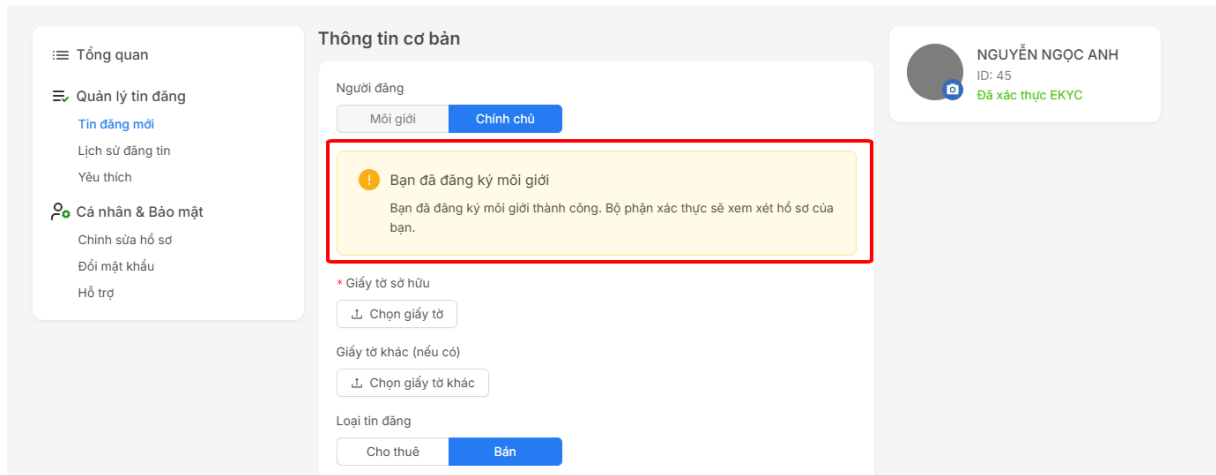 Tổng quan
Quản lý tin đăng
Tin đăng mới
Lịch sử đăng tin
Yêu thích
Cá nhân & Bảo mật
Chỉnh sửa hồ sơ
Đổi mật khẩu
Hỗ trợ
Thông tin cơ bản
Người đăng
Môi giới
Chính chủ
Bạn đã đăng ký môi giới
Bạn đã đăng ký môi giới thành công. Bộ phận xác thực sẽ xem xét hồ sơ của
bạn.
* Giấy tờ sở hữu
Chọn giấy tờ
Giấy tờ khác (nếu có)
Chọn giấy tờ khác
Loại tin đăng
Cho thuê
Bán
NGUYỄN NGỌC ANH
ID: 45
Đã xác thực EKYC